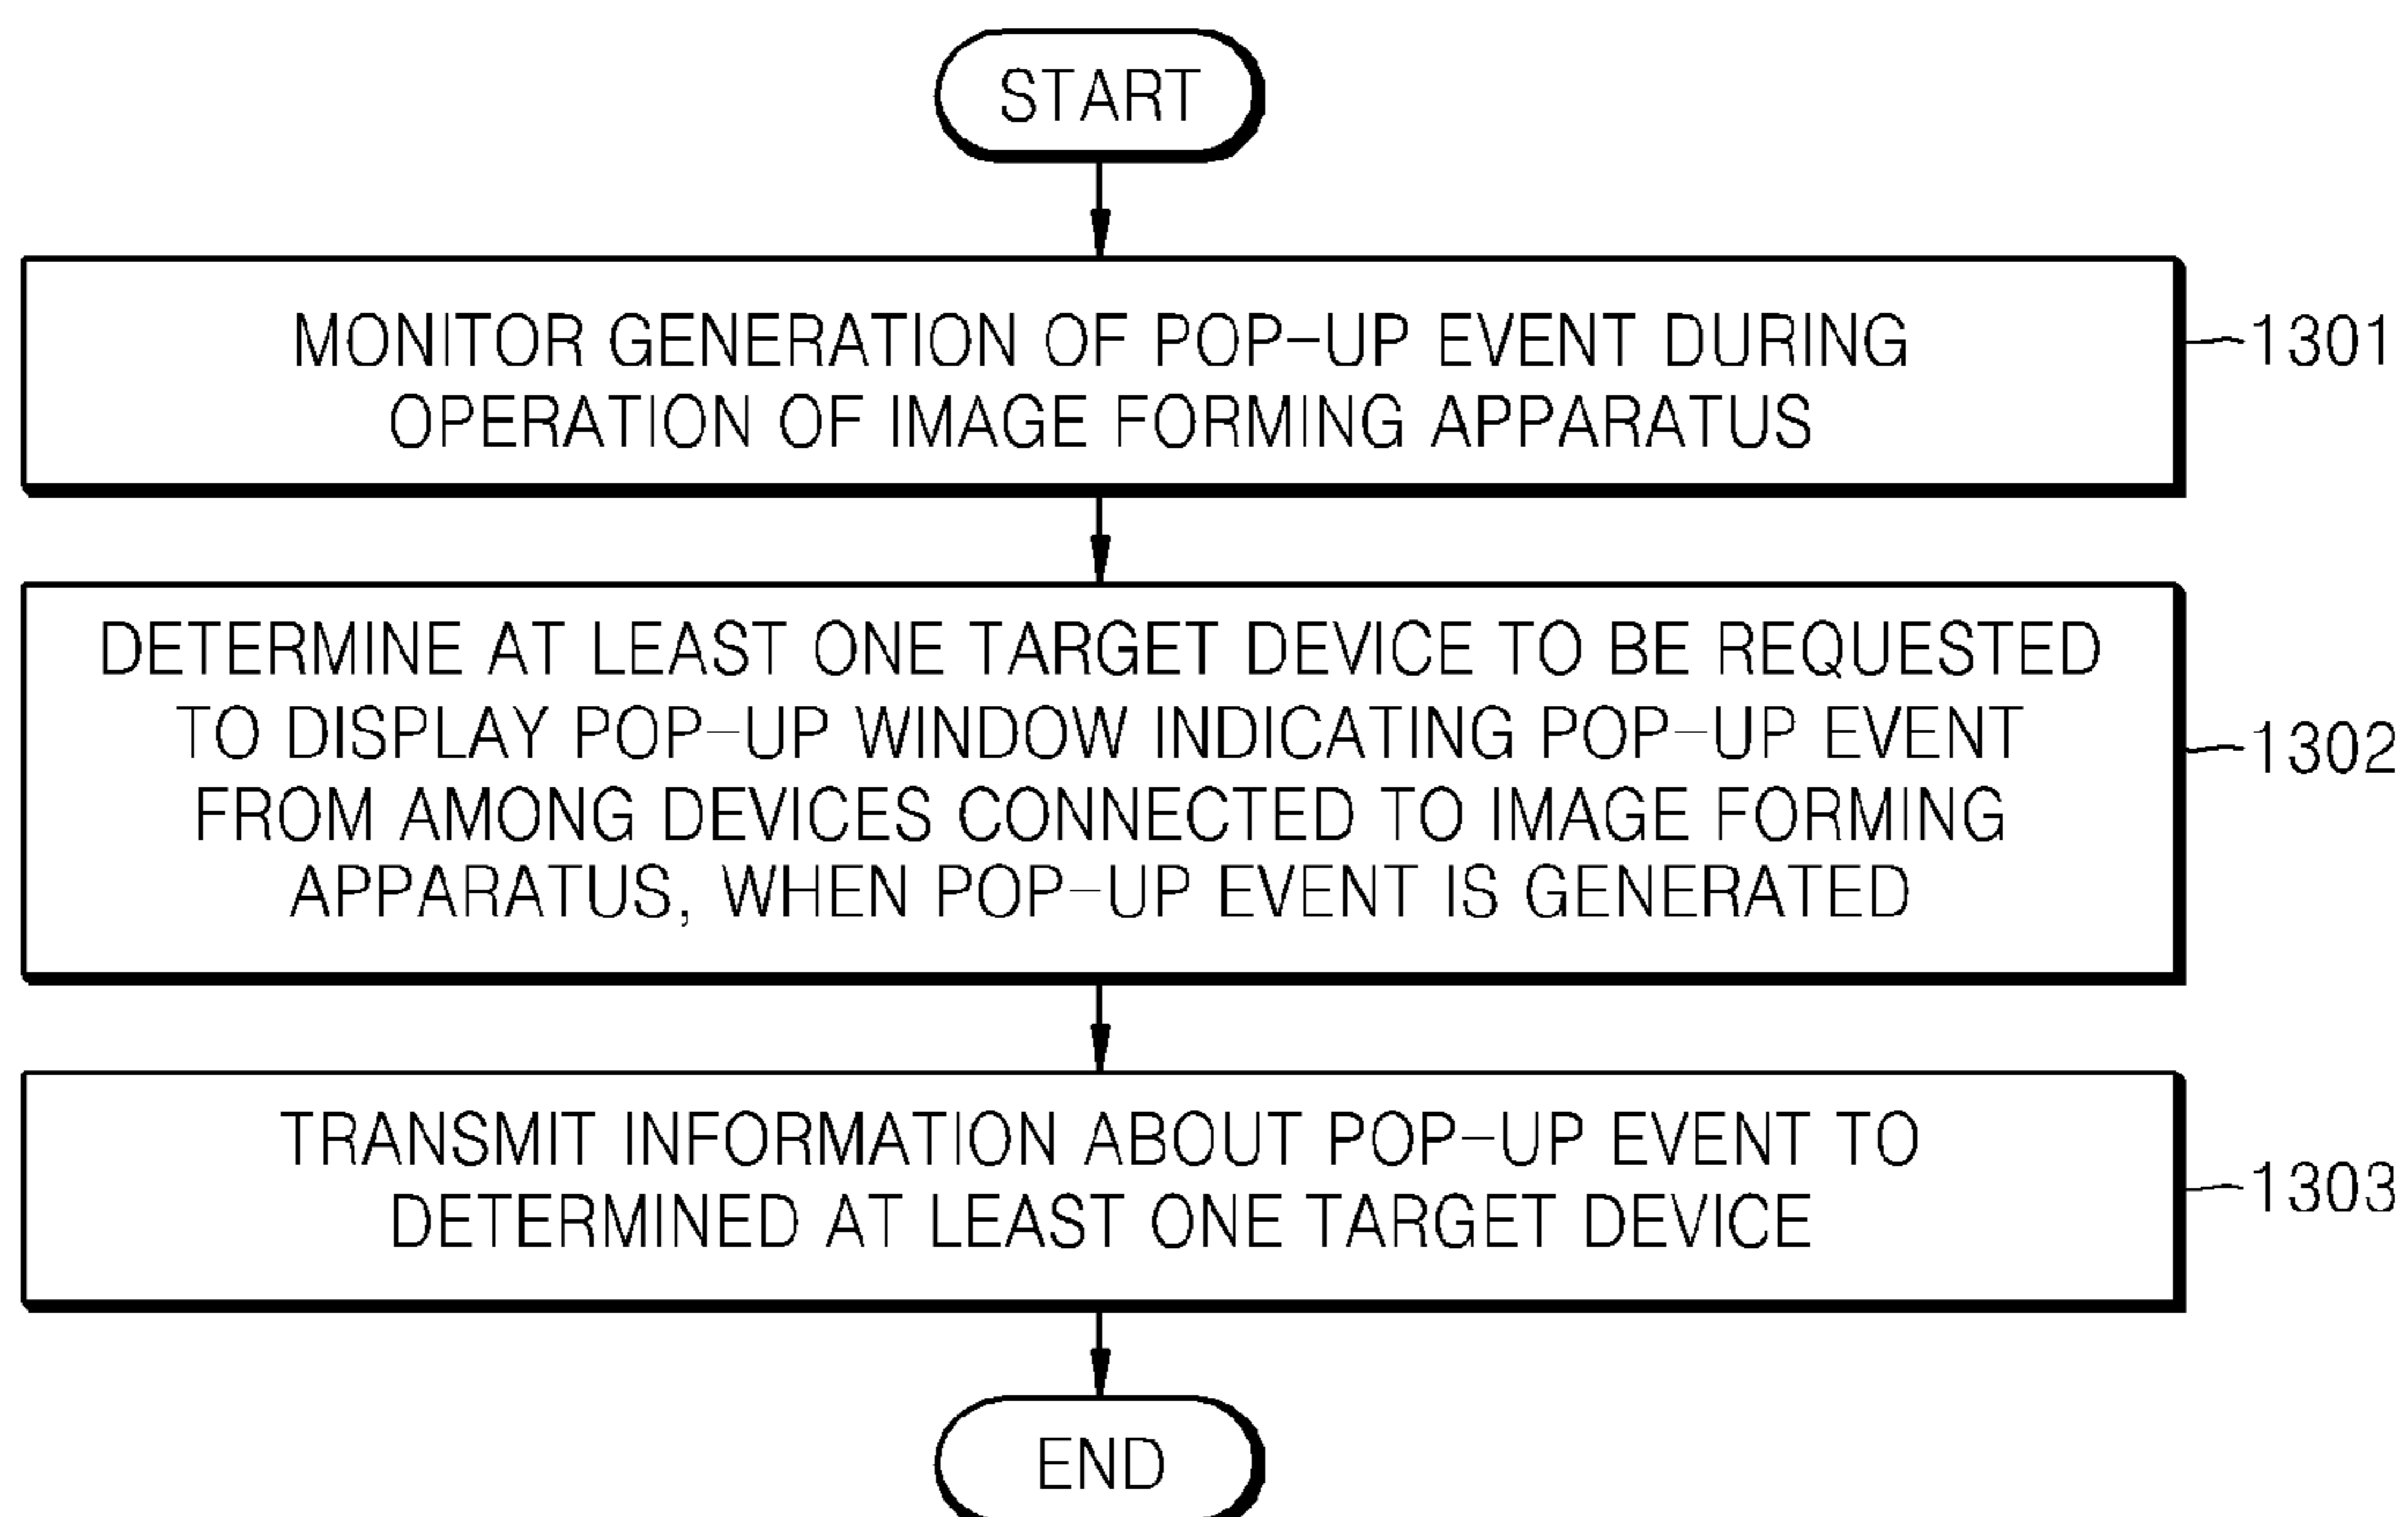 START
MONITOR GENERATION OF POP-UP EVENT DURING
OPERATION OF IMAGE FORMING APPARATUS
1301
DETERMINE AT LEAST ONE TARGET DEVICE TO BE REQUESTED
TO DISPLAY POP-UP WINDOW INDICATING POP-UP EVENT
FROM AMONG DEVICES CONNECTED TO IMAGE FORMING
APPARATUS, WHEN POP-UP EVENT IS GENERATED
1302
TRANSMIT INFORMATION ABOUT POP-UP EVENT TO
DETERMINED AT LEAST ONE TARGET DEVICE
1303
END